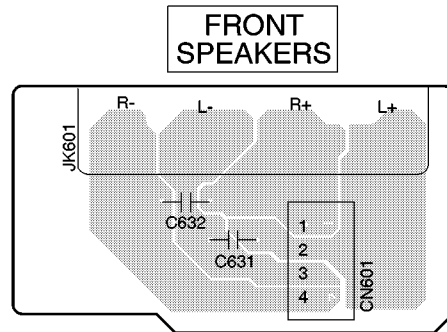 FRONT
SPEAKERS
R- L- R+ L+
JK601
C632
C631
1
2
3
4
CN601